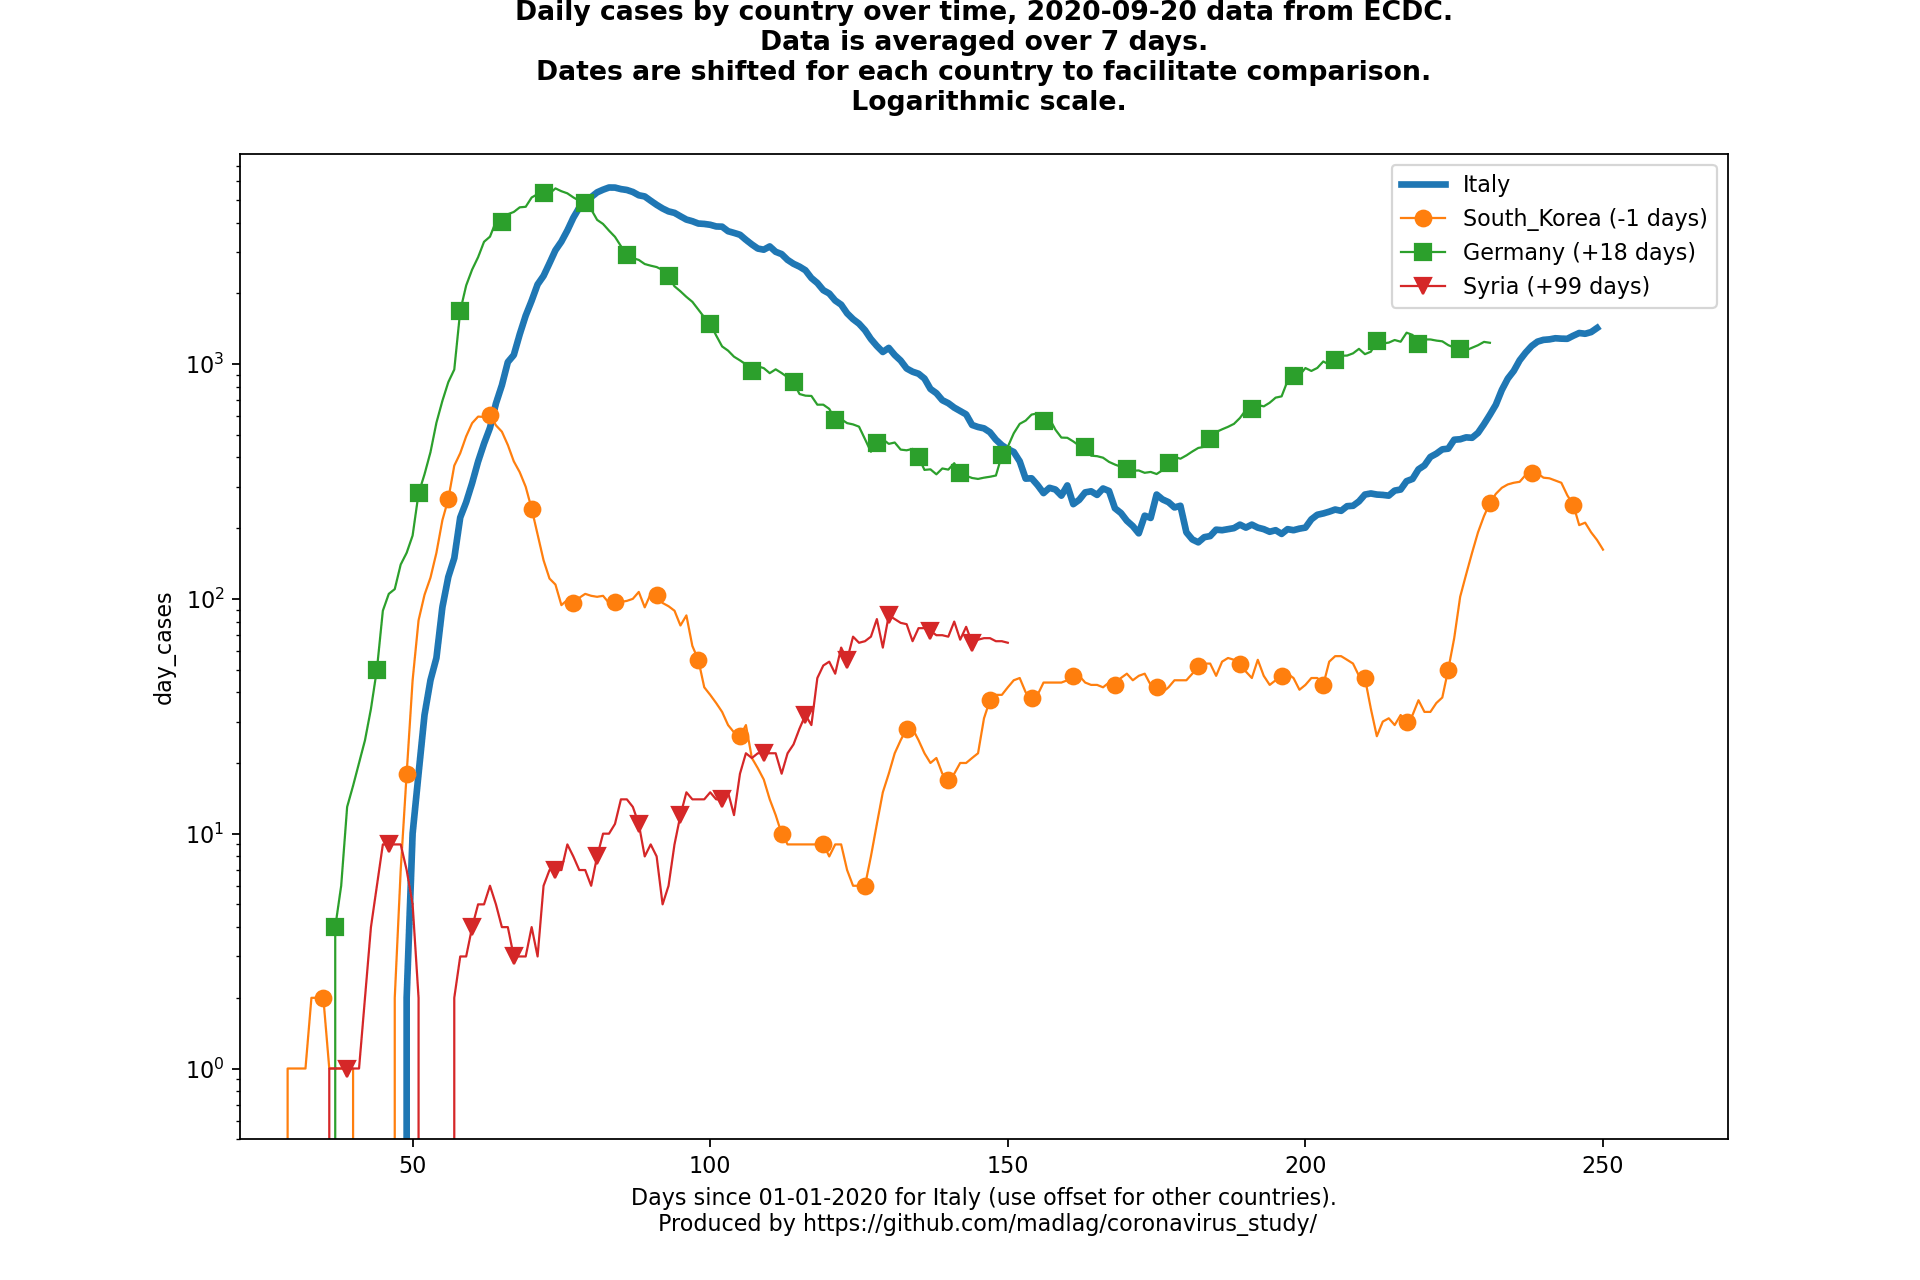 Daily cases by country over time, 2020-09-20 data from ECDC.
Data is averaged over 7 days.
Dates are shifted for each country to facilitate comparison.
Logarithmic scale.
Italy
South_Korea (-1 days)
Germany (+18 days)
Syria (+99 days)
day_cases
10³
10²
10¹
10⁰
50
100
150
200
250
Days since 01-01-2020 for Italy (use offset for other countries).
Produced by https://github.com/madlag/coronavirus_study/